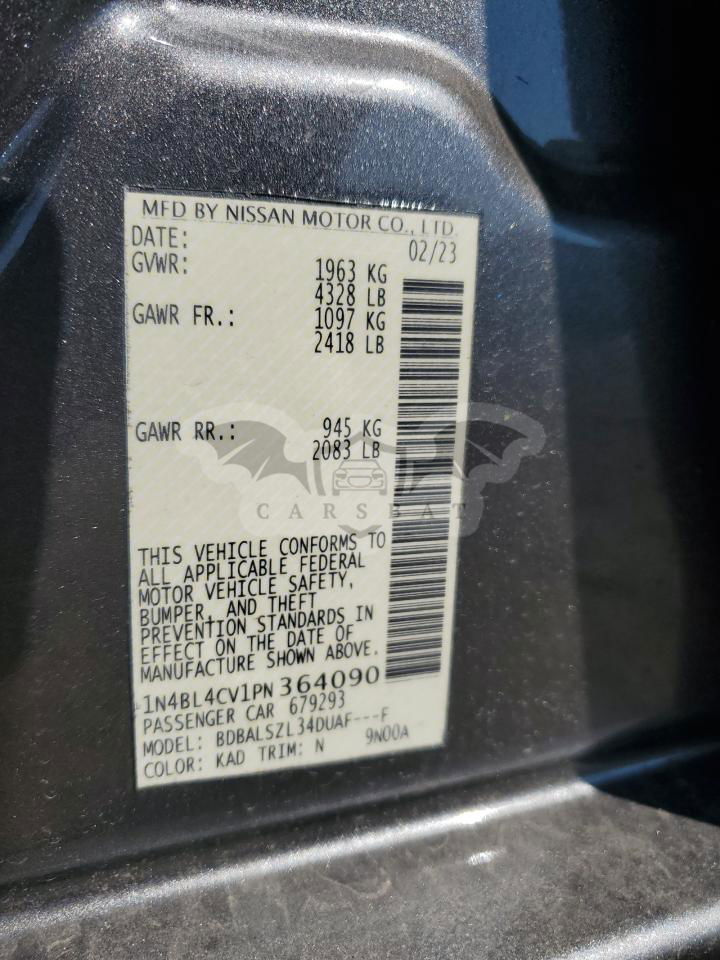 MFD BY NISSAN MOTOR CO., LTD.
DATE: 02/23
GVWR: 1963 KG
4328 LB
GAWR FR.: 1097 KG
2418 LB
GAWR RR.: 945 KG
2083 LB
CARSBAT
THIS VEHICLE CONFORMS TO
ALL APPLICABLE FEDERAL
MOTOR VEHICLE SAFETY,
BUMPER, AND THEFT
PREVENTION STANDARDS IN
EFFECT ON THE DATE OF
MANUFACTURE SHOWN ABOVE.
1N4BL4CV1PN364090
PASSENGER CAR 679293
MODEL: BDBALSZL34DUAF---F
COLOR: KAD TRIM: N 9N00A